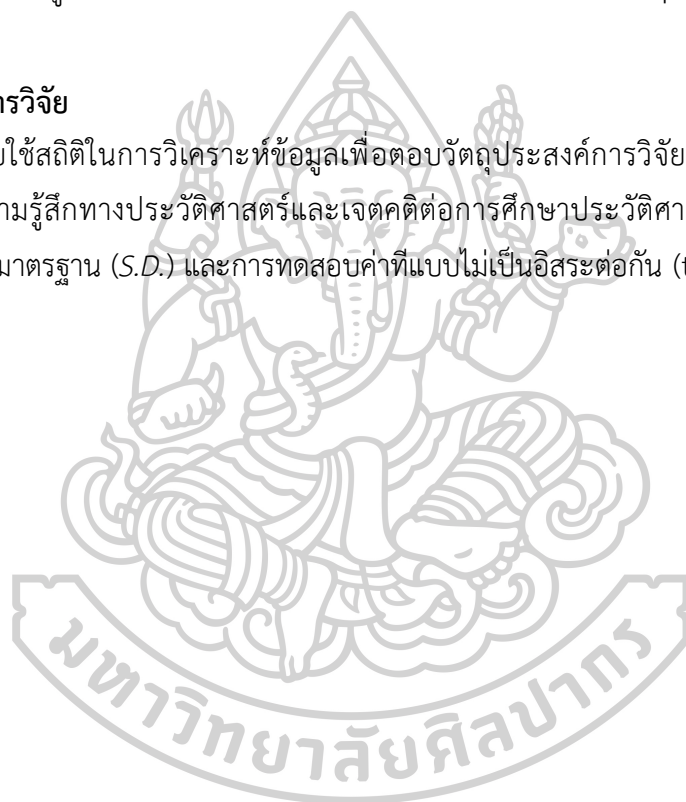 ารวิจัย
ยใช้สถิติในการวิเคราะห์ข้อมูลเพื่อตอบวัตถุประสงค์การวิจัย
ามรู้สึกทางประวัติศาสตร์และเจตคติต่อการศึกษาประวัติศา
มาตรฐาน (S.D.) และการทดสอบค่าทีแบบไม่เป็นอิสระต่อกัน (t
มหาวิทยาลัยศิลปากร